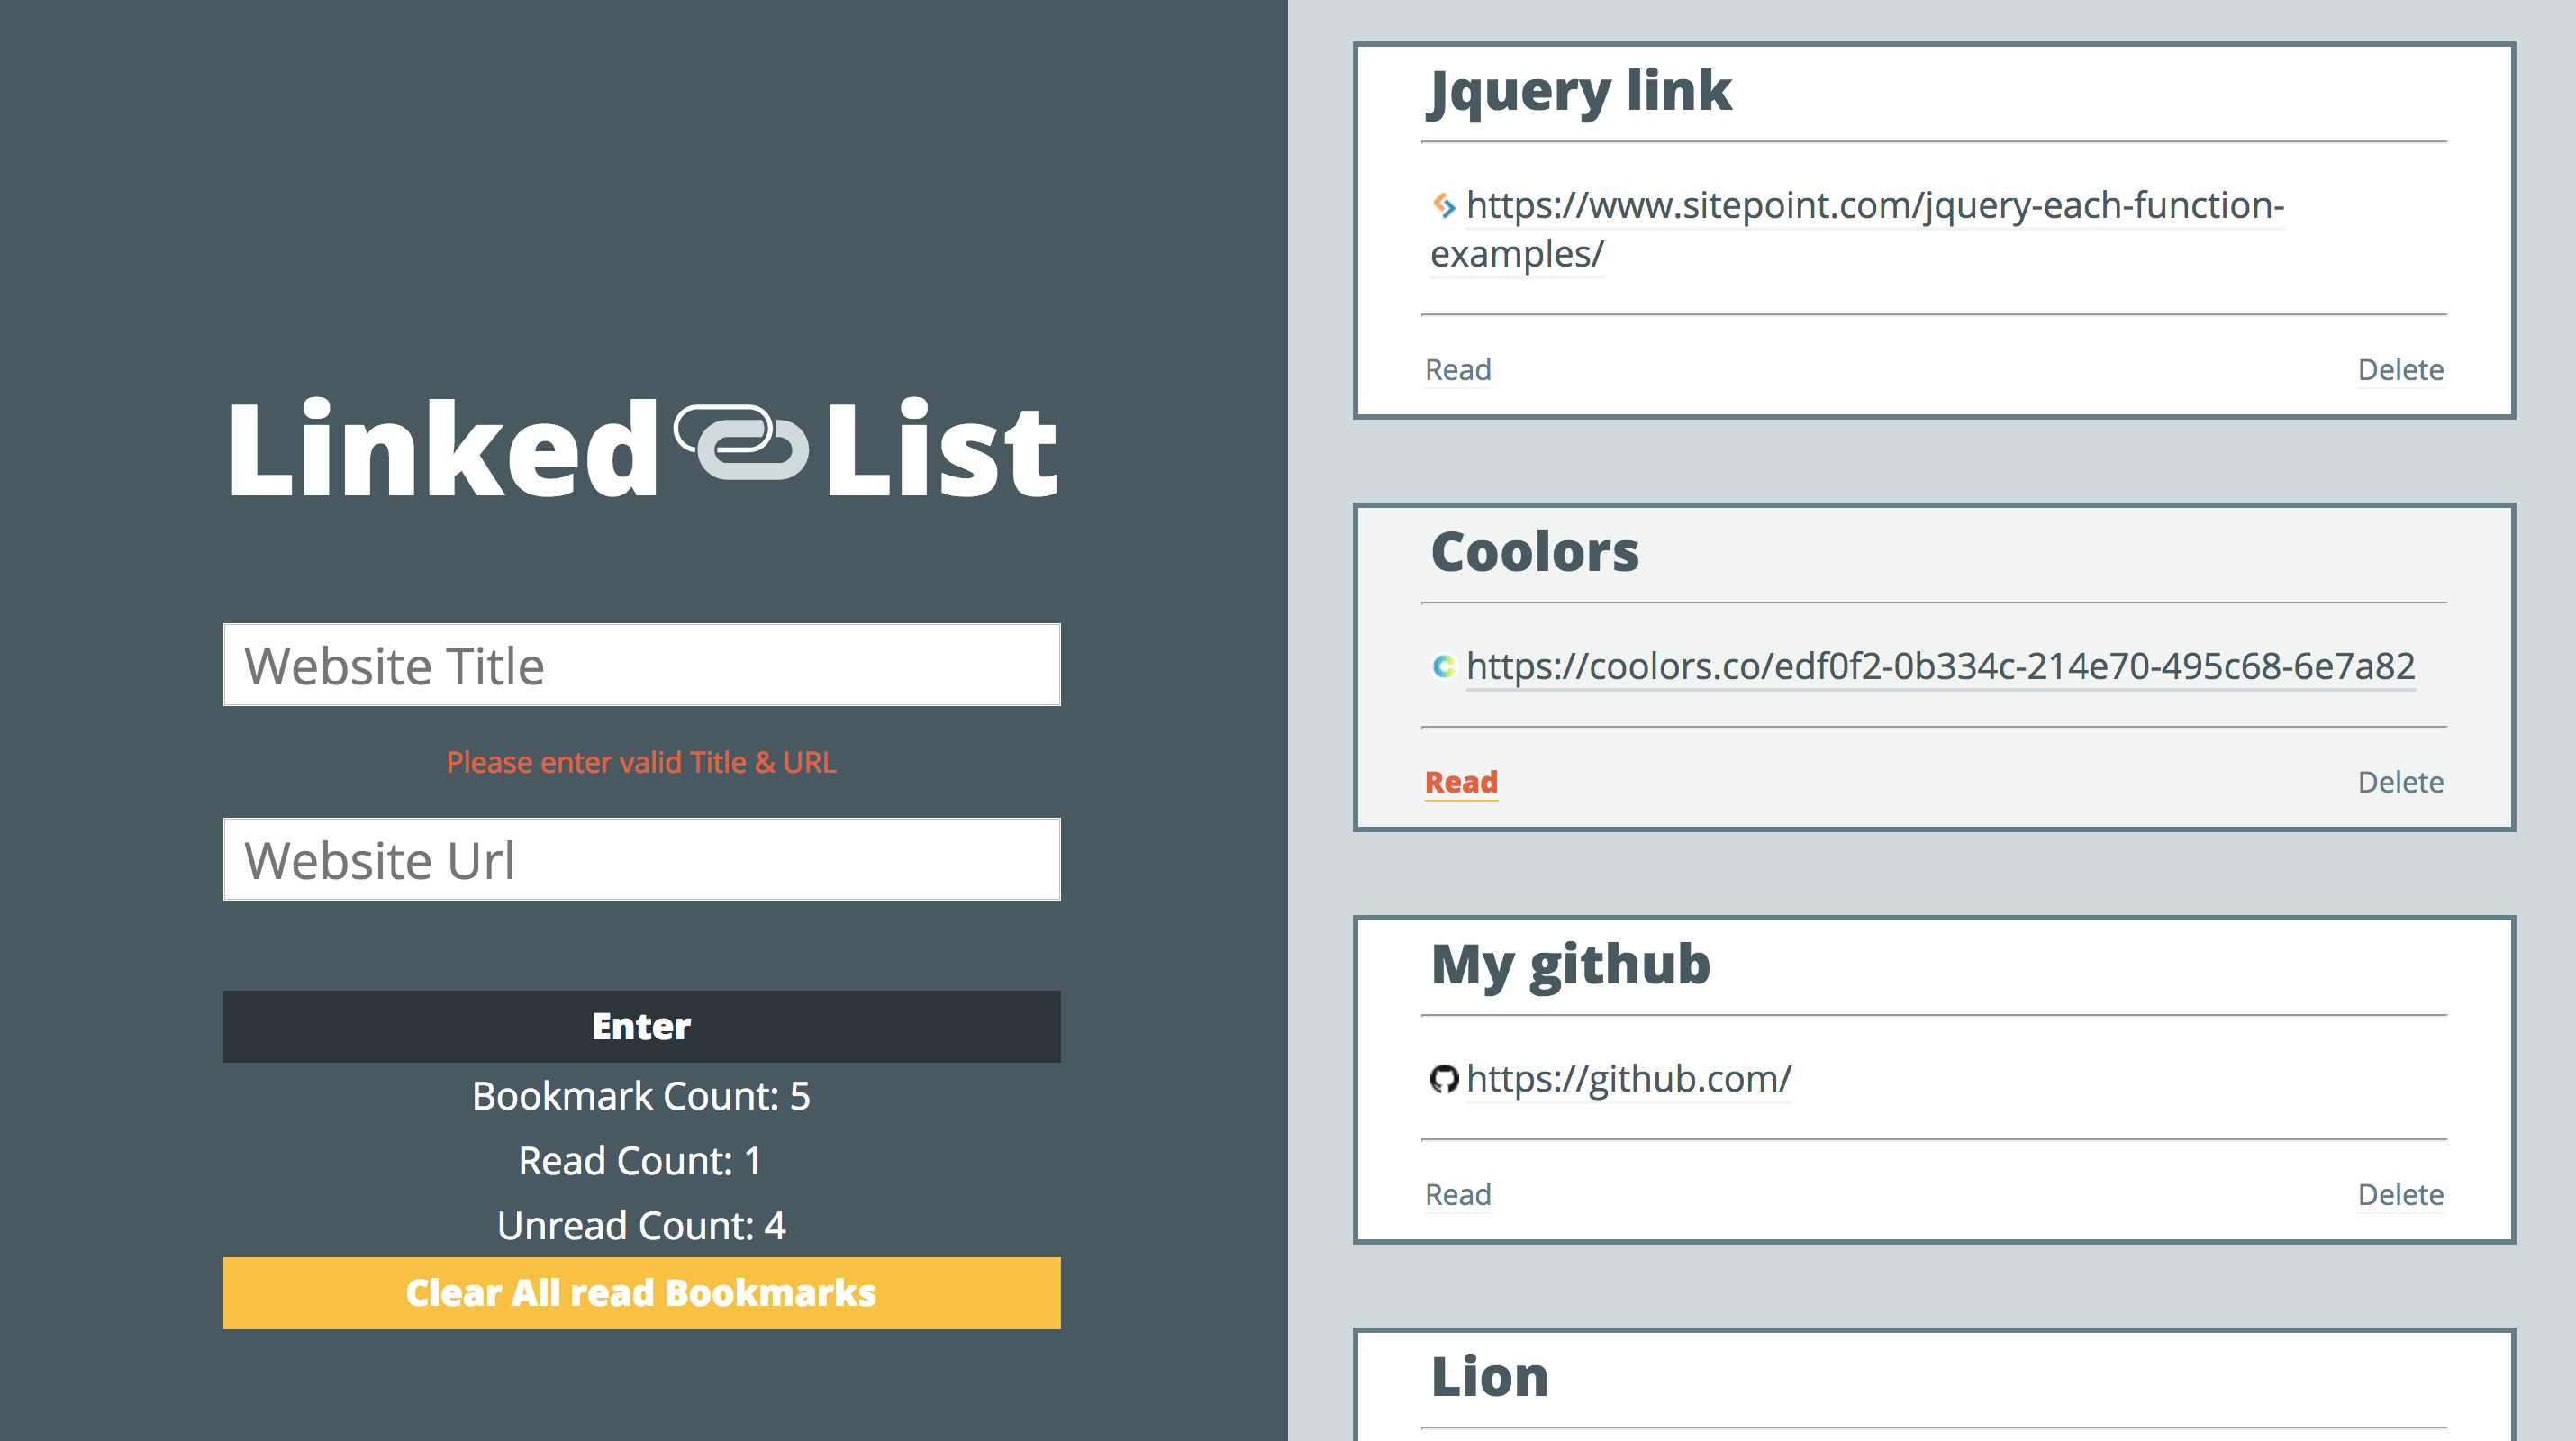 Linked List
Website Title
Please enter valid Title & URL
Website Url
Enter
Bookmark Count: 5
Read Count: 1
Unread Count: 4
Clear All read Bookmarks
Jquery link
https://www.sitepoint.com/jquery-each-function-
examples/
Read Delete
Coolors
https://coolors.co/edf0f2-0b334c-214e70-495c68-6e7a82
Read Delete
My github
https://github.com/
Read Delete
Lion